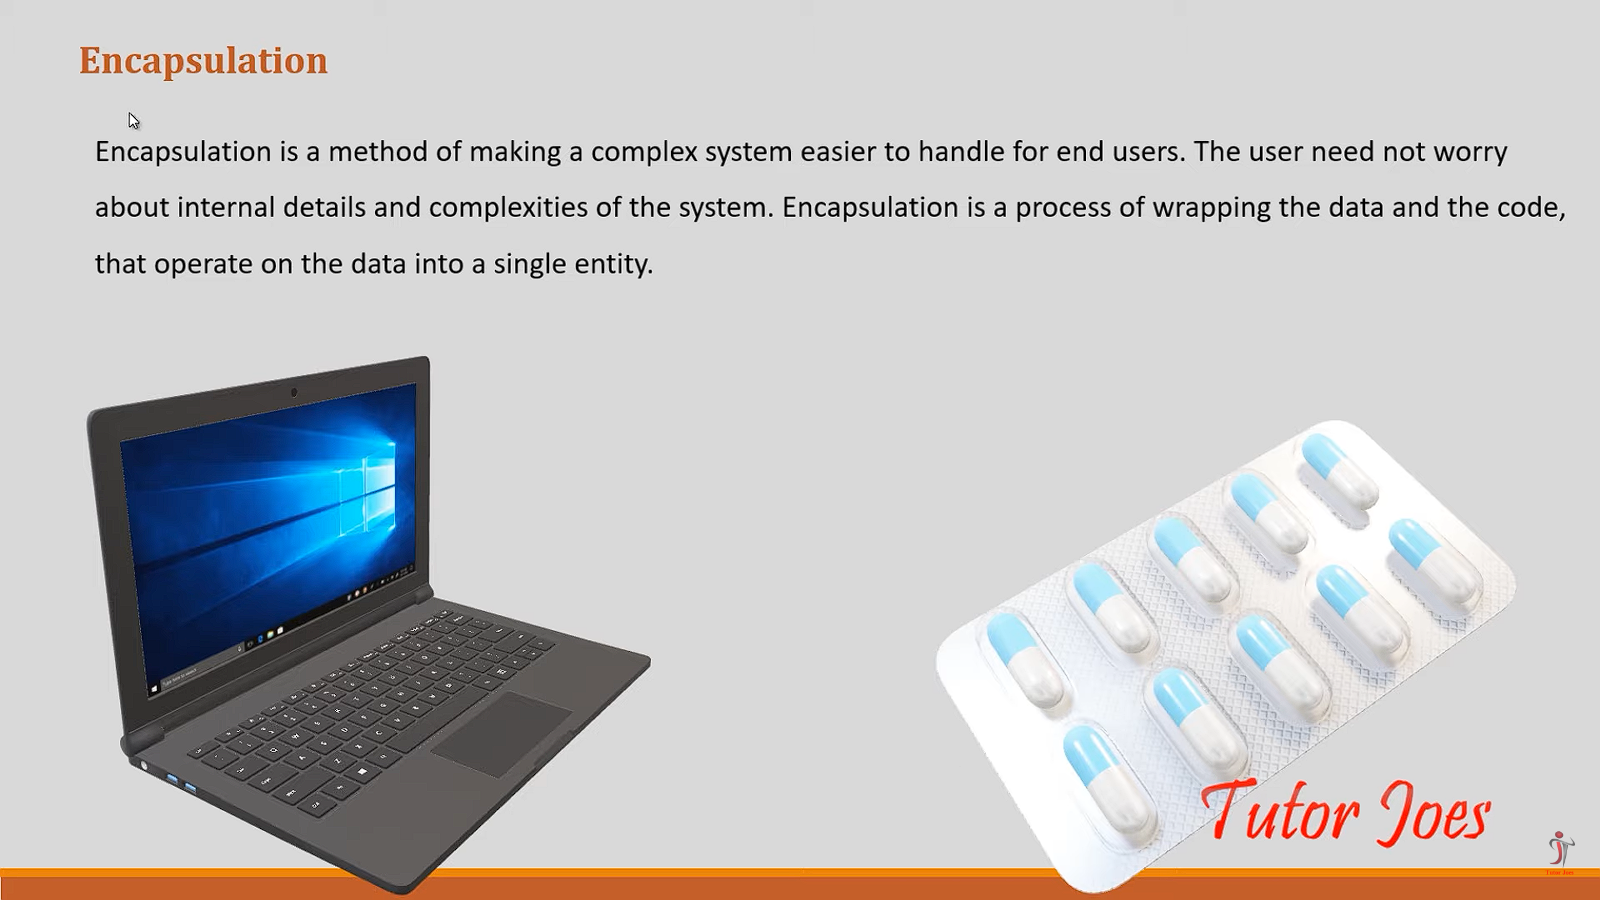 Encapsulation
Encapsulation is a method of making a complex system easier to handle for end users. The user need not worry
about internal details and complexities of the system. Encapsulation is a process of wrapping the data and the code,
that operate on the data into a single entity.
Tutor Joes
Tutor Joes